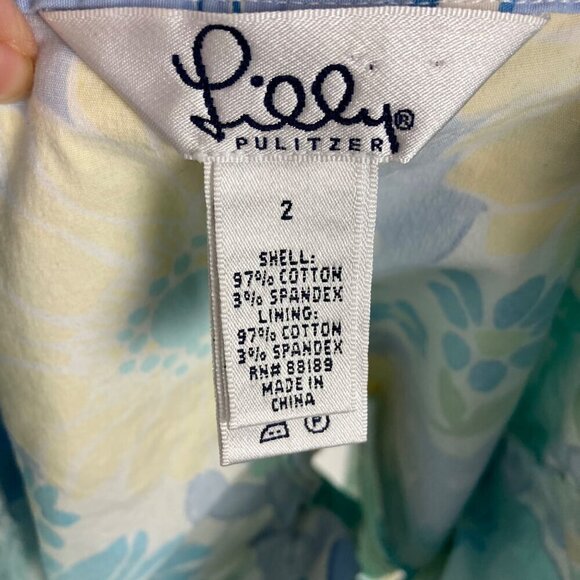 Lilly®
PULITZER
2
SHELL:
97% COTTON
3% SPANDEX
LINING:
97% COTTON
3% SPANDEX
RN# 88189
MADE IN
CHINA
P